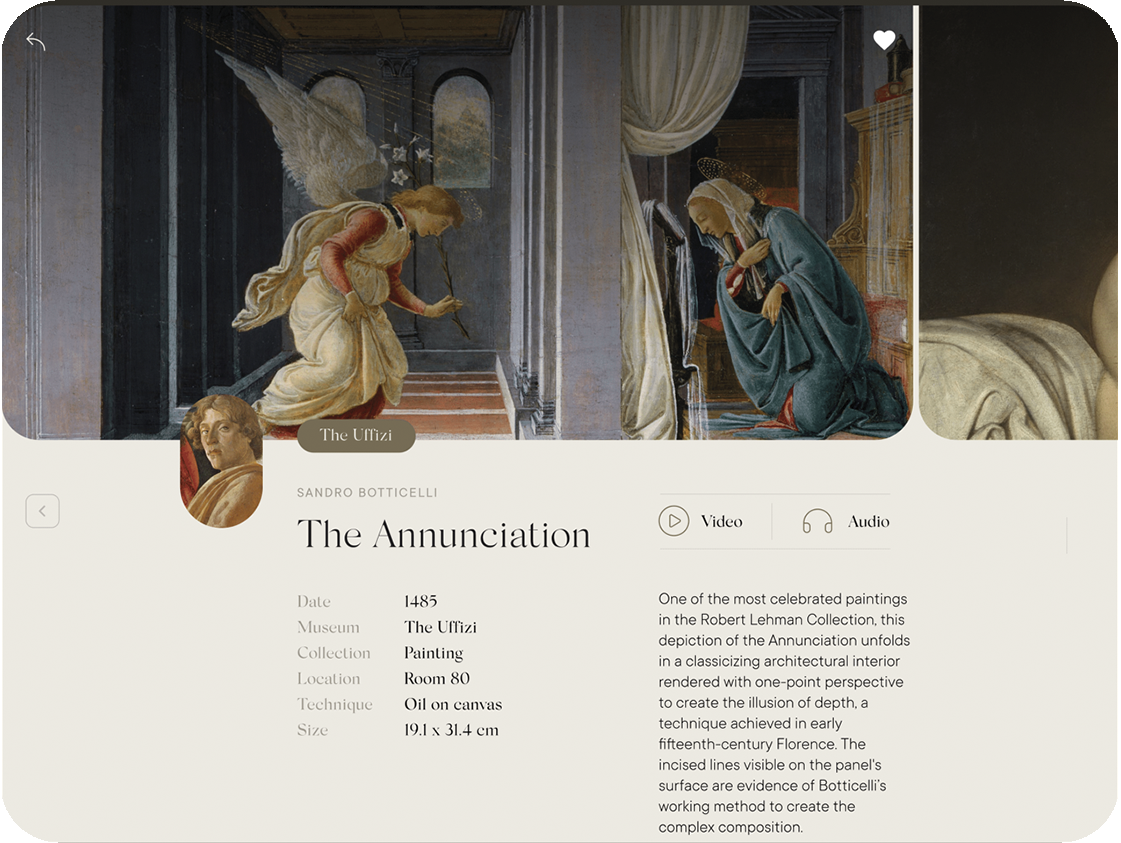 The Uffizi
SANDRO BOTTICELLI
The Annunciation
Date 1485
Museum The Uffizi
Collection Painting
Location Room 80
Technique Oil on canvas
Size 19.1 x 31.4 cm
Video Audio
One of the most celebrated paintings
in the Robert Lehman Collection, this
depiction of the Annunciation unfolds
in a classicizing architectural interior
rendered with one-point perspective
to create the illusion of depth, a
technique achieved in early
fifteenth-century Florence. The
incised lines visible on the panel's
surface are evidence of Botticelli's
working method to create the
complex composition.